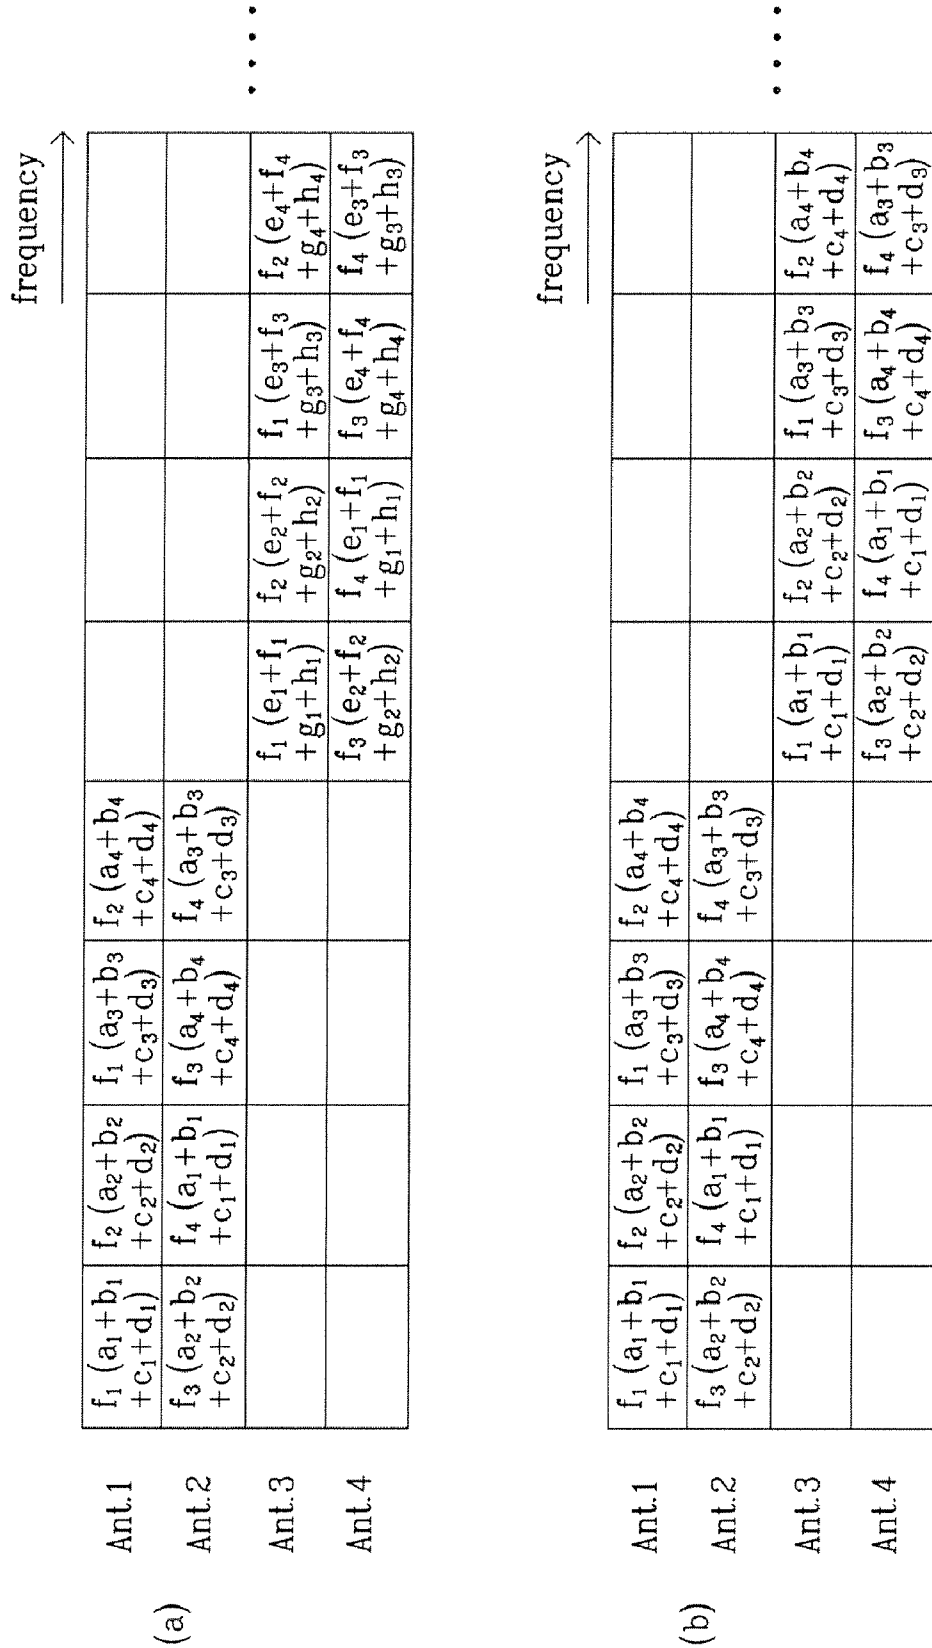 frequency
(a)
Ant.1
f₁ (a₁+b₁
+c₁+d₁)
f₂ (a₂+b₂
+c₂+d₂)
f₁ (a₃+b₃
+c₃+d₃)
f₂ (a₄+b₄
+c₄+d₄)
Ant.2
f₃ (a₂+b₂
+c₂+d₂)
f₄ (a₁+b₁
+c₁+d₁)
f₃ (a₄+b₄
+c₄+d₄)
f₄ (a₃+b₃
+c₃+d₃)
Ant.3
f₁ (e₁+f₁
+g₁+h₁)
f₂ (e₂+f₂
+g₂+h₂)
f₁ (e₃+f₃
+g₃+h₃)
f₂ (e₄+f₄
+g₄+h₄)
Ant.4
f₃ (e₂+f₂
+g₂+h₂)
f₄ (e₁+f₁
+g₁+h₁)
f₃ (e₄+f₄
+g₄+h₄)
f₄ (e₃+f₃
+g₃+h₃)
frequency
(b)
Ant.1
f₁ (a₁+b₁
+c₁+d₁)
f₂ (a₂+b₂
+c₂+d₂)
f₁ (a₃+b₃
+c₃+d₃)
f₂ (a₄+b₄
+c₄+d₄)
Ant.2
f₃ (a₂+b₂
+c₂+d₂)
f₄ (a₁+b₁
+c₁+d₁)
f₃ (a₄+b₄
+c₄+d₄)
f₄ (a₃+b₃
+c₃+d₃)
Ant.3
f₁ (a₁+b₁
+c₁+d₁)
f₂ (a₂+b₂
+c₂+d₂)
f₁ (a₃+b₃
+c₃+d₃)
f₂ (a₄+b₄
+c₄+d₄)
Ant.4
f₃ (a₂+b₂
+c₂+d₂)
f₄ (a₁+b₁
+c₁+d₁)
f₃ (a₄+b₄
+c₄+d₄)
f₄ (a₃+b₃
+c₃+d₃)